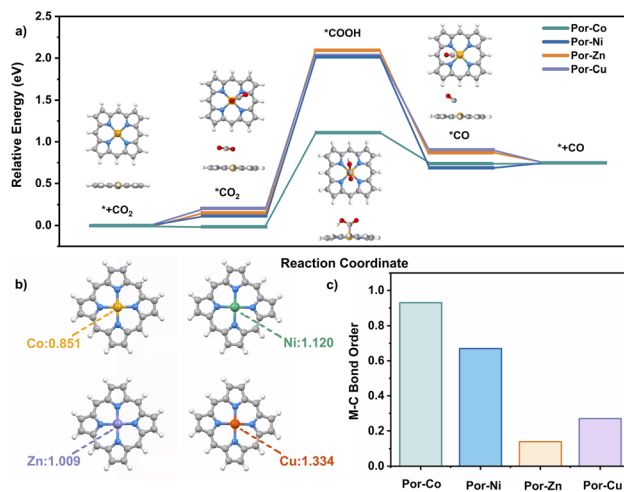 a)
2.5
2.0
1.5
1.0
0.5
0.0
Relative Energy (eV)
*COOH
Por-Co
Por-Ni
Por-Zn
Por-Cu
*CO
*+CO
*CO2
*+CO2
Reaction Coordinate
b)
Co:0.851
Ni:1.120
Zn:1.009
Cu:1.334
c)
M-C Bond Order
1.0
0.8
0.6
0.4
0.2
0.0
Por-Co
Por-Ni
Por-Zn
Por-Cu